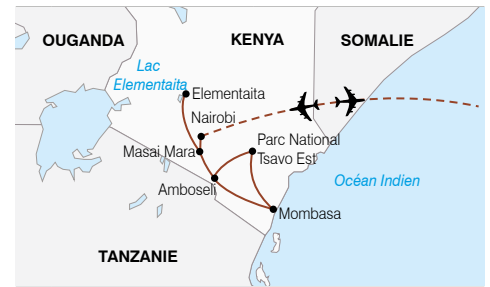 OUGANDA
KENYA
SOMALIE
Lac
Elementaita
Elementaita
Nairobi
Parc National
Tsavo Est
Masai Mara
Amboseli
Océan Indien
Mombasa
TANZANIE